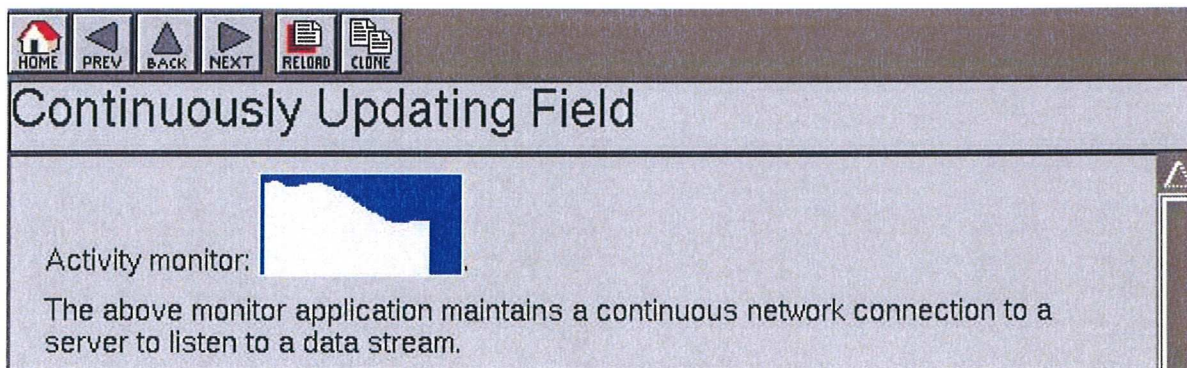 HOME PREV BACK NEXT RELOAD CLONE
Continuously Updating Field
Activity monitor: .
The above monitor application maintains a continuous network connection to a
server to listen to a data stream.